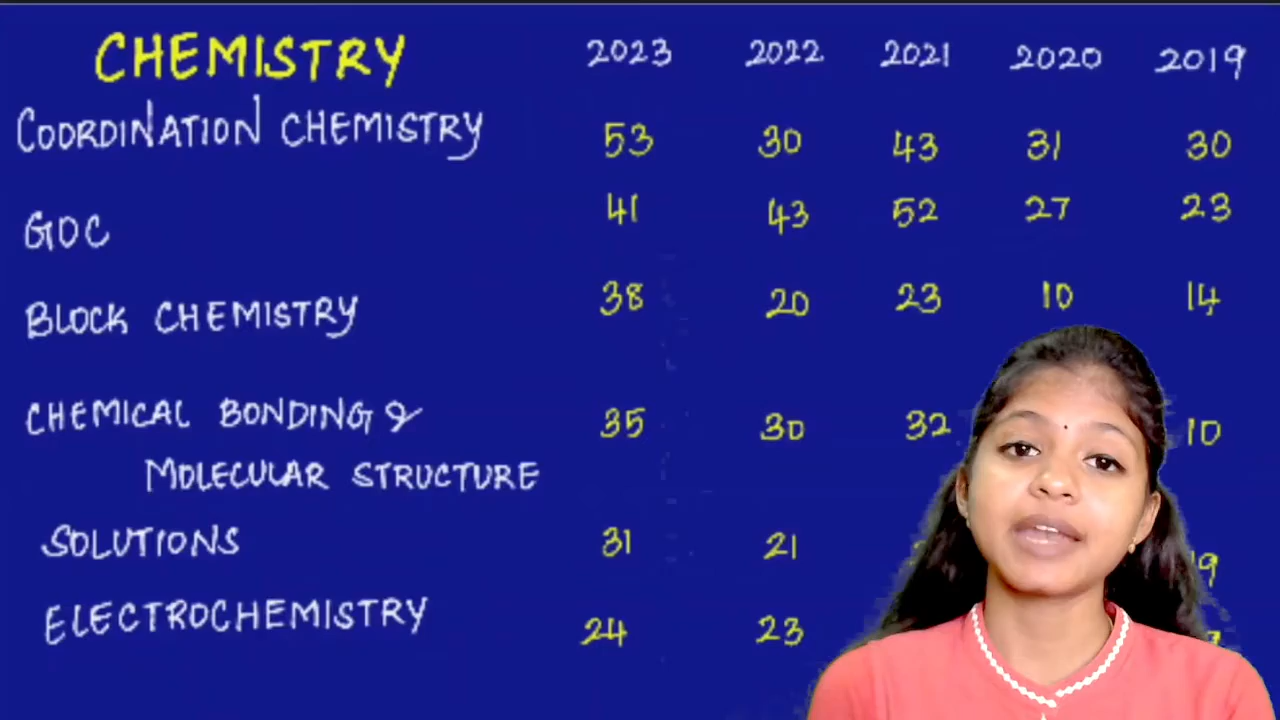 CHEMISTRY 2023 2022 2021 2020 2019
COORDINATION CHEMISTRY 53 30 43 31 30
GOC 41 43 52 27 23
BLOCK CHEMISTRY 38 20 23 10 14
CHEMICAL BONDING & 35 30 32 10
MOLECULAR STRUCTURE
SOLUTIONS 31 21
ELECTROCHEMISTRY 24 23